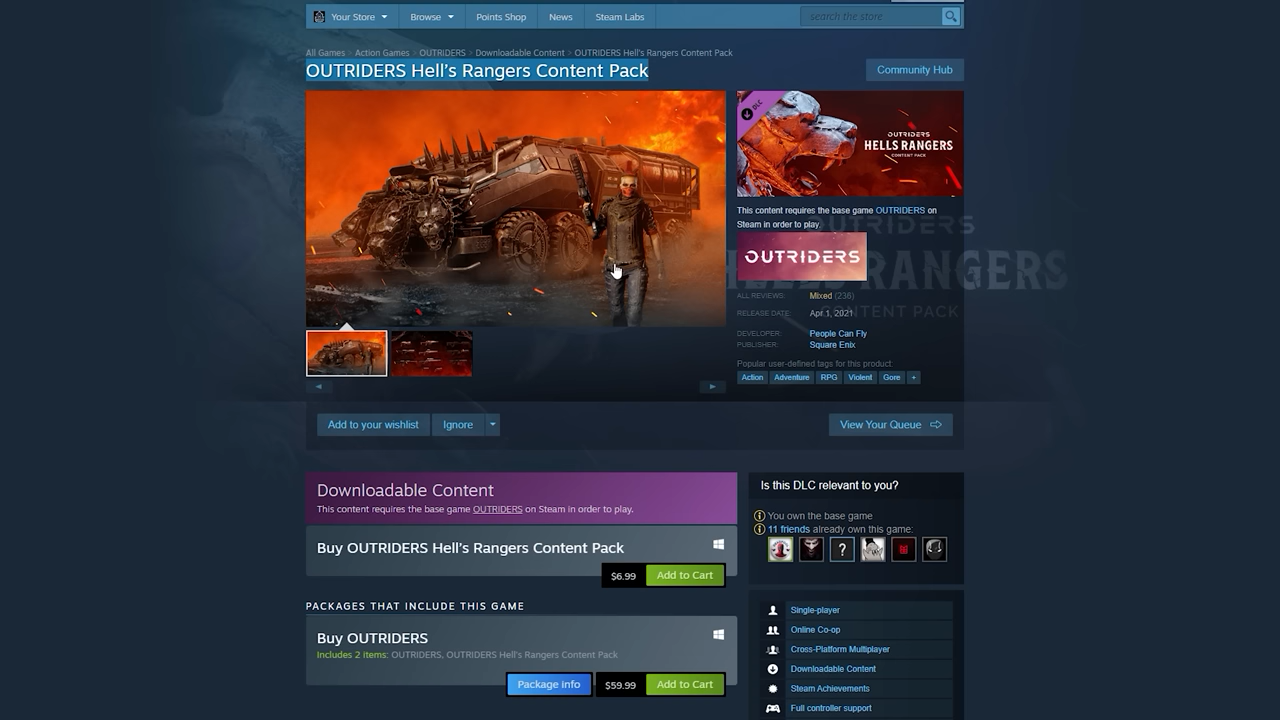 Your Store Browse Points Shop News Steam Labs search the store
All Games > Action Games > OUTRIDERS > Downloadable Content > OUTRIDERS Hell's Rangers Content Pack
OUTRIDERS Hell's Rangers Content Pack
Community Hub
DLC
OUTRIDERS
HELLS RANGERS
CONTENT PACK
This content requires the base game OUTRIDERS on
Steam in order to play.
OUTRIDERS
OUTRIDERS
HELLS RANGERS
CONTENT PACK
ALL REVIEWS: Mixed (236)
RELEASE DATE: Apr 1, 2021
DEVELOPER: People Can Fly
PUBLISHER: Square Enix
Popular user-defined tags for this product:
Action Adventure RPG Violent Gore +
Add to your wishlist Ignore
View Your Queue
Downloadable Content
This content requires the base game OUTRIDERS on Steam in order to play.
Buy OUTRIDERS Hell's Rangers Content Pack
$6.99 Add to Cart
PACKAGES THAT INCLUDE THIS GAME
Buy OUTRIDERS
Includes 2 items: OUTRIDERS, OUTRIDERS Hell's Rangers Content Pack
Package info $59.99 Add to Cart
Is this DLC relevant to you?
You own the base game
11 friends already own this game:
?
Single-player
Online Co-op
Cross-Platform Multiplayer
Downloadable Content
Steam Achievements
Full controller support